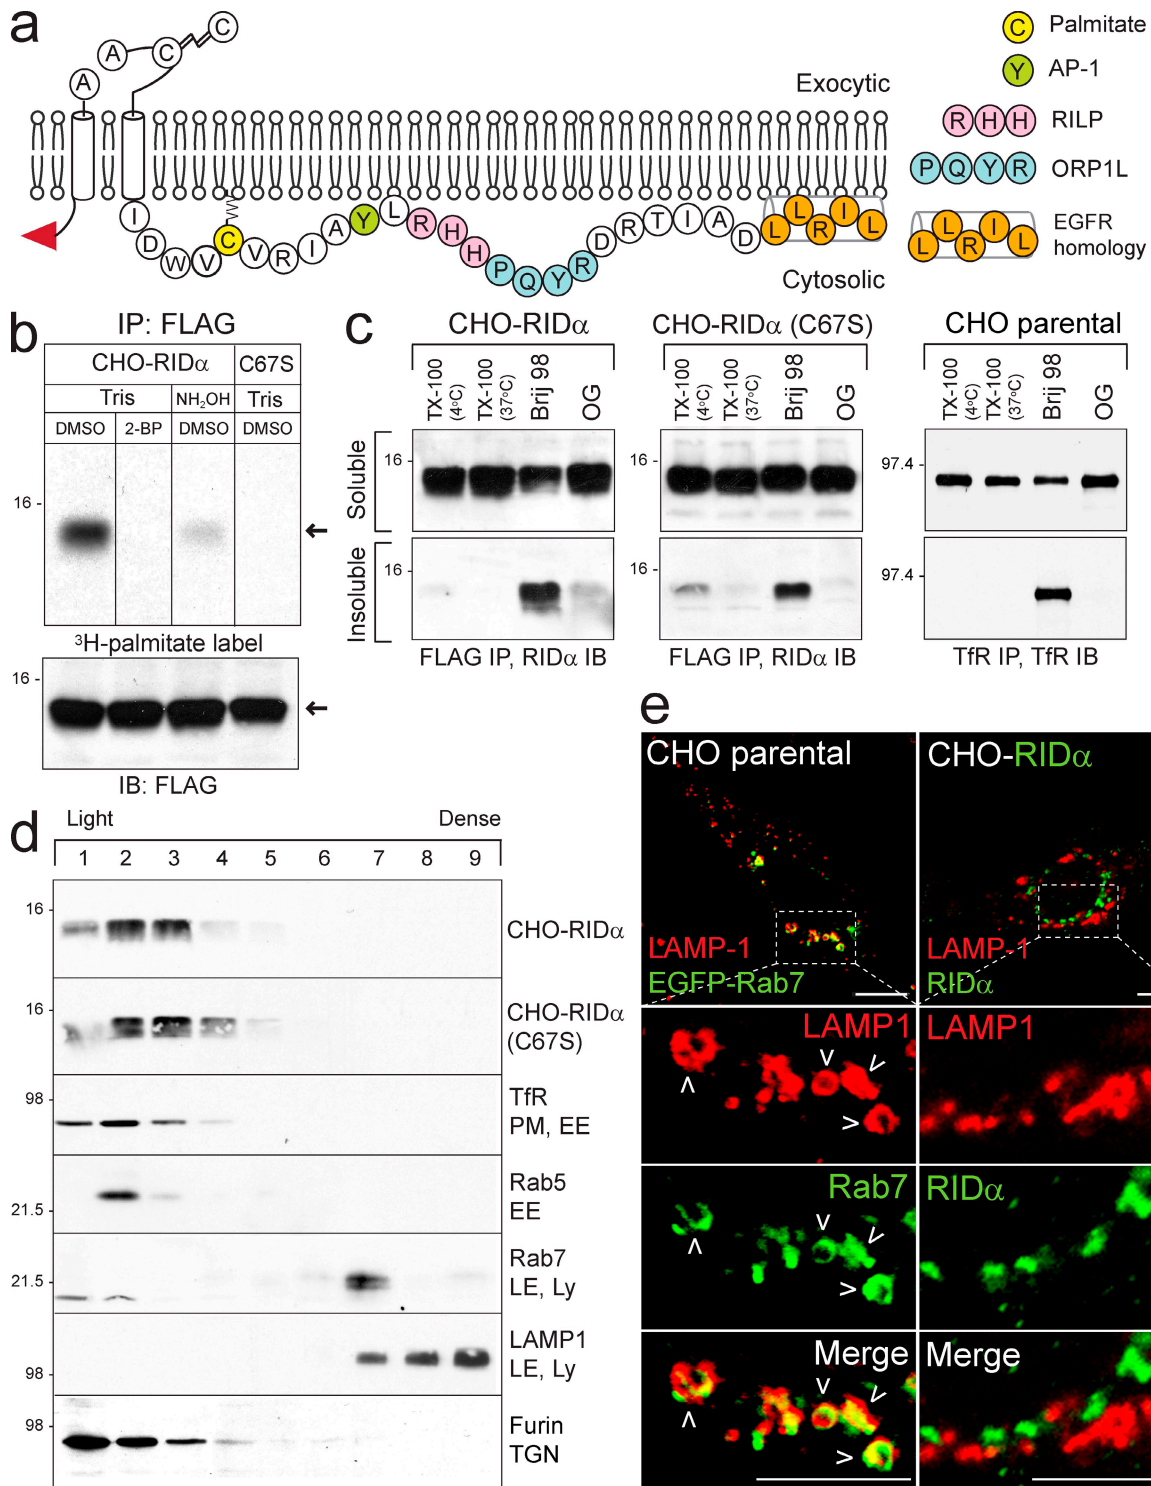 a
C
C
A
A
Exocytic
C Palmitate
Y AP-1
R H H RILP
P Q Y R ORP1L
L L R I L EGFR
homology
I D W V C V R I A Y L R H H P Q Y R D R T I A D L L R I L
Cytosolic
b
IP: FLAG
CHO-RIDα C67S
Tris NH2OH Tris
DMSO 2-BP DMSO DMSO
16 -
³H-palmitate label
16 -
IB: FLAG
c
CHO-RIDα CHO-RIDα (C67S) CHO parental
TX-100 (4°C) TX-100 (37°C) Brij 98 OG TX-100 (4°C) TX-100 (37°C) Brij 98 OG TX-100 (4°C) TX-100 (37°C) Brij 98 OG
Soluble 16 - 16 - 97.4 -
Insoluble 16 - 16 - 97.4 -
FLAG IP, RIDα IB FLAG IP, RIDα IB TfR IP, TfR IB
d
Light Dense
1 2 3 4 5 6 7 8 9
16 - CHO-RIDα
16 - CHO-RIDα
(C67S)
98 - TfR
PM, EE
Rab5
21.5 - EE
Rab7
21.5 - LE, Ly
LAMP1
98 - LE, Ly
98 - Furin
TGN
e
CHO parental CHO-RIDα
LAMP-1 LAMP-1
EGFP-Rab7 RIDα
LAMP1 LAMP1
Rab7 RIDα
Merge Merge